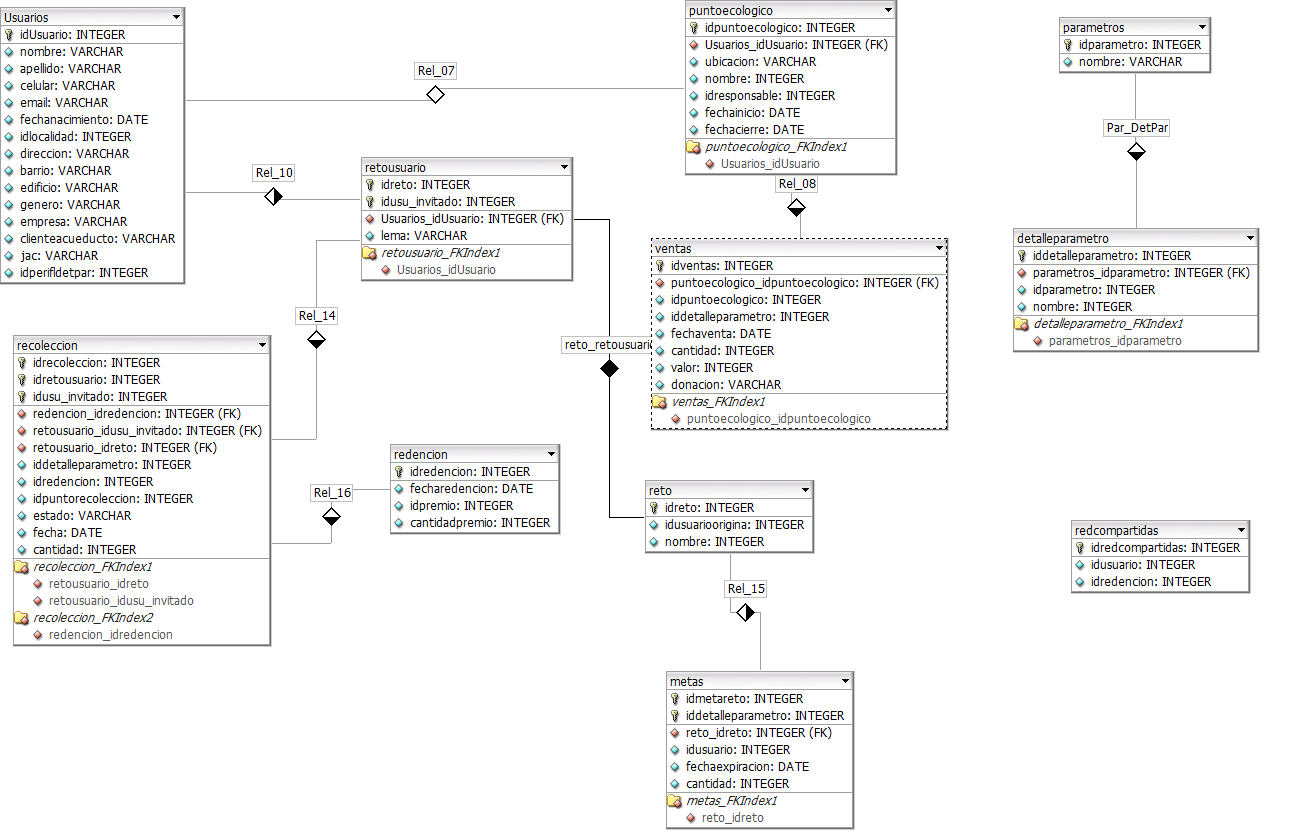 Usuarios
idUsuario: INTEGER
nombre: VARCHAR
apellido: VARCHAR
celular: VARCHAR
email: VARCHAR
fechanacimiento: DATE
idlocalidad: INTEGER
direccion: VARCHAR
barrio: VARCHAR
edificio: VARCHAR
genero: VARCHAR
empresa: VARCHAR
clienteacueducto: VARCHAR
jac: VARCHAR
idperifldetpar: INTEGER
Rel_07
puntoecologico
idpuntoecologico: INTEGER
Usuarios_idUsuario: INTEGER (FK)
ubicacion: VARCHAR
nombre: INTEGER
idresponsable: INTEGER
fechainicio: DATE
fechacierre: DATE
puntoecologico_FKIndex1
Usuarios_idUsuario
parametros
idparametro: INTEGER
nombre: VARCHAR
Par_DetPar
Rel_10
retousuario
idreto: INTEGER
idusu_invitado: INTEGER
Usuarios_idUsuario: INTEGER (FK)
lema: VARCHAR
retousuario_FKIndex1
Usuarios_idUsuario
Rel_08
ventas
idventas: INTEGER
puntoecologico_idpuntoecologico: INTEGER (FK)
idpuntoecologico: INTEGER
iddetalleparametro: INTEGER
fechaventa: DATE
cantidad: INTEGER
valor: INTEGER
donacion: VARCHAR
ventas_FKIndex1
puntoecologico_idpuntoecologico
detalleparametro
iddetalleparametro: INTEGER
parametros_idparametro: INTEGER (FK)
idparametro: INTEGER
nombre: INTEGER
detalleparametro_FKIndex1
parametros_idparametro
Rel_14
reto_retousuario
recoleccion
idrecoleccion: INTEGER
idretousuario: INTEGER
idusu_invitado: INTEGER
redencion_idredencion: INTEGER (FK)
retousuario_idusu_invitado: INTEGER (FK)
retousuario_idreto: INTEGER (FK)
iddetalleparametro: INTEGER
idredencion: INTEGER
idpuntorecoleccion: INTEGER
estado: VARCHAR
fecha: DATE
cantidad: INTEGER
recoleccion_FKIndex1
retousuario_idreto
retousuario_idusu_invitado
recoleccion_FKIndex2
redencion_idredencion
Rel_16
redencion
idredencion: INTEGER
fecharedencion: DATE
idpremio: INTEGER
cantidadpremio: INTEGER
reto
idreto: INTEGER
idusuarioorigina: INTEGER
nombre: INTEGER
Rel_15
redcompartidas
idredcompartidas: INTEGER
idusuario: INTEGER
idredencion: INTEGER
metas
idmetareto: INTEGER
iddetalleparametro: INTEGER
reto_idreto: INTEGER (FK)
idusuario: INTEGER
fechaexpiracion: DATE
cantidad: INTEGER
metas_FKIndex1
reto_idreto